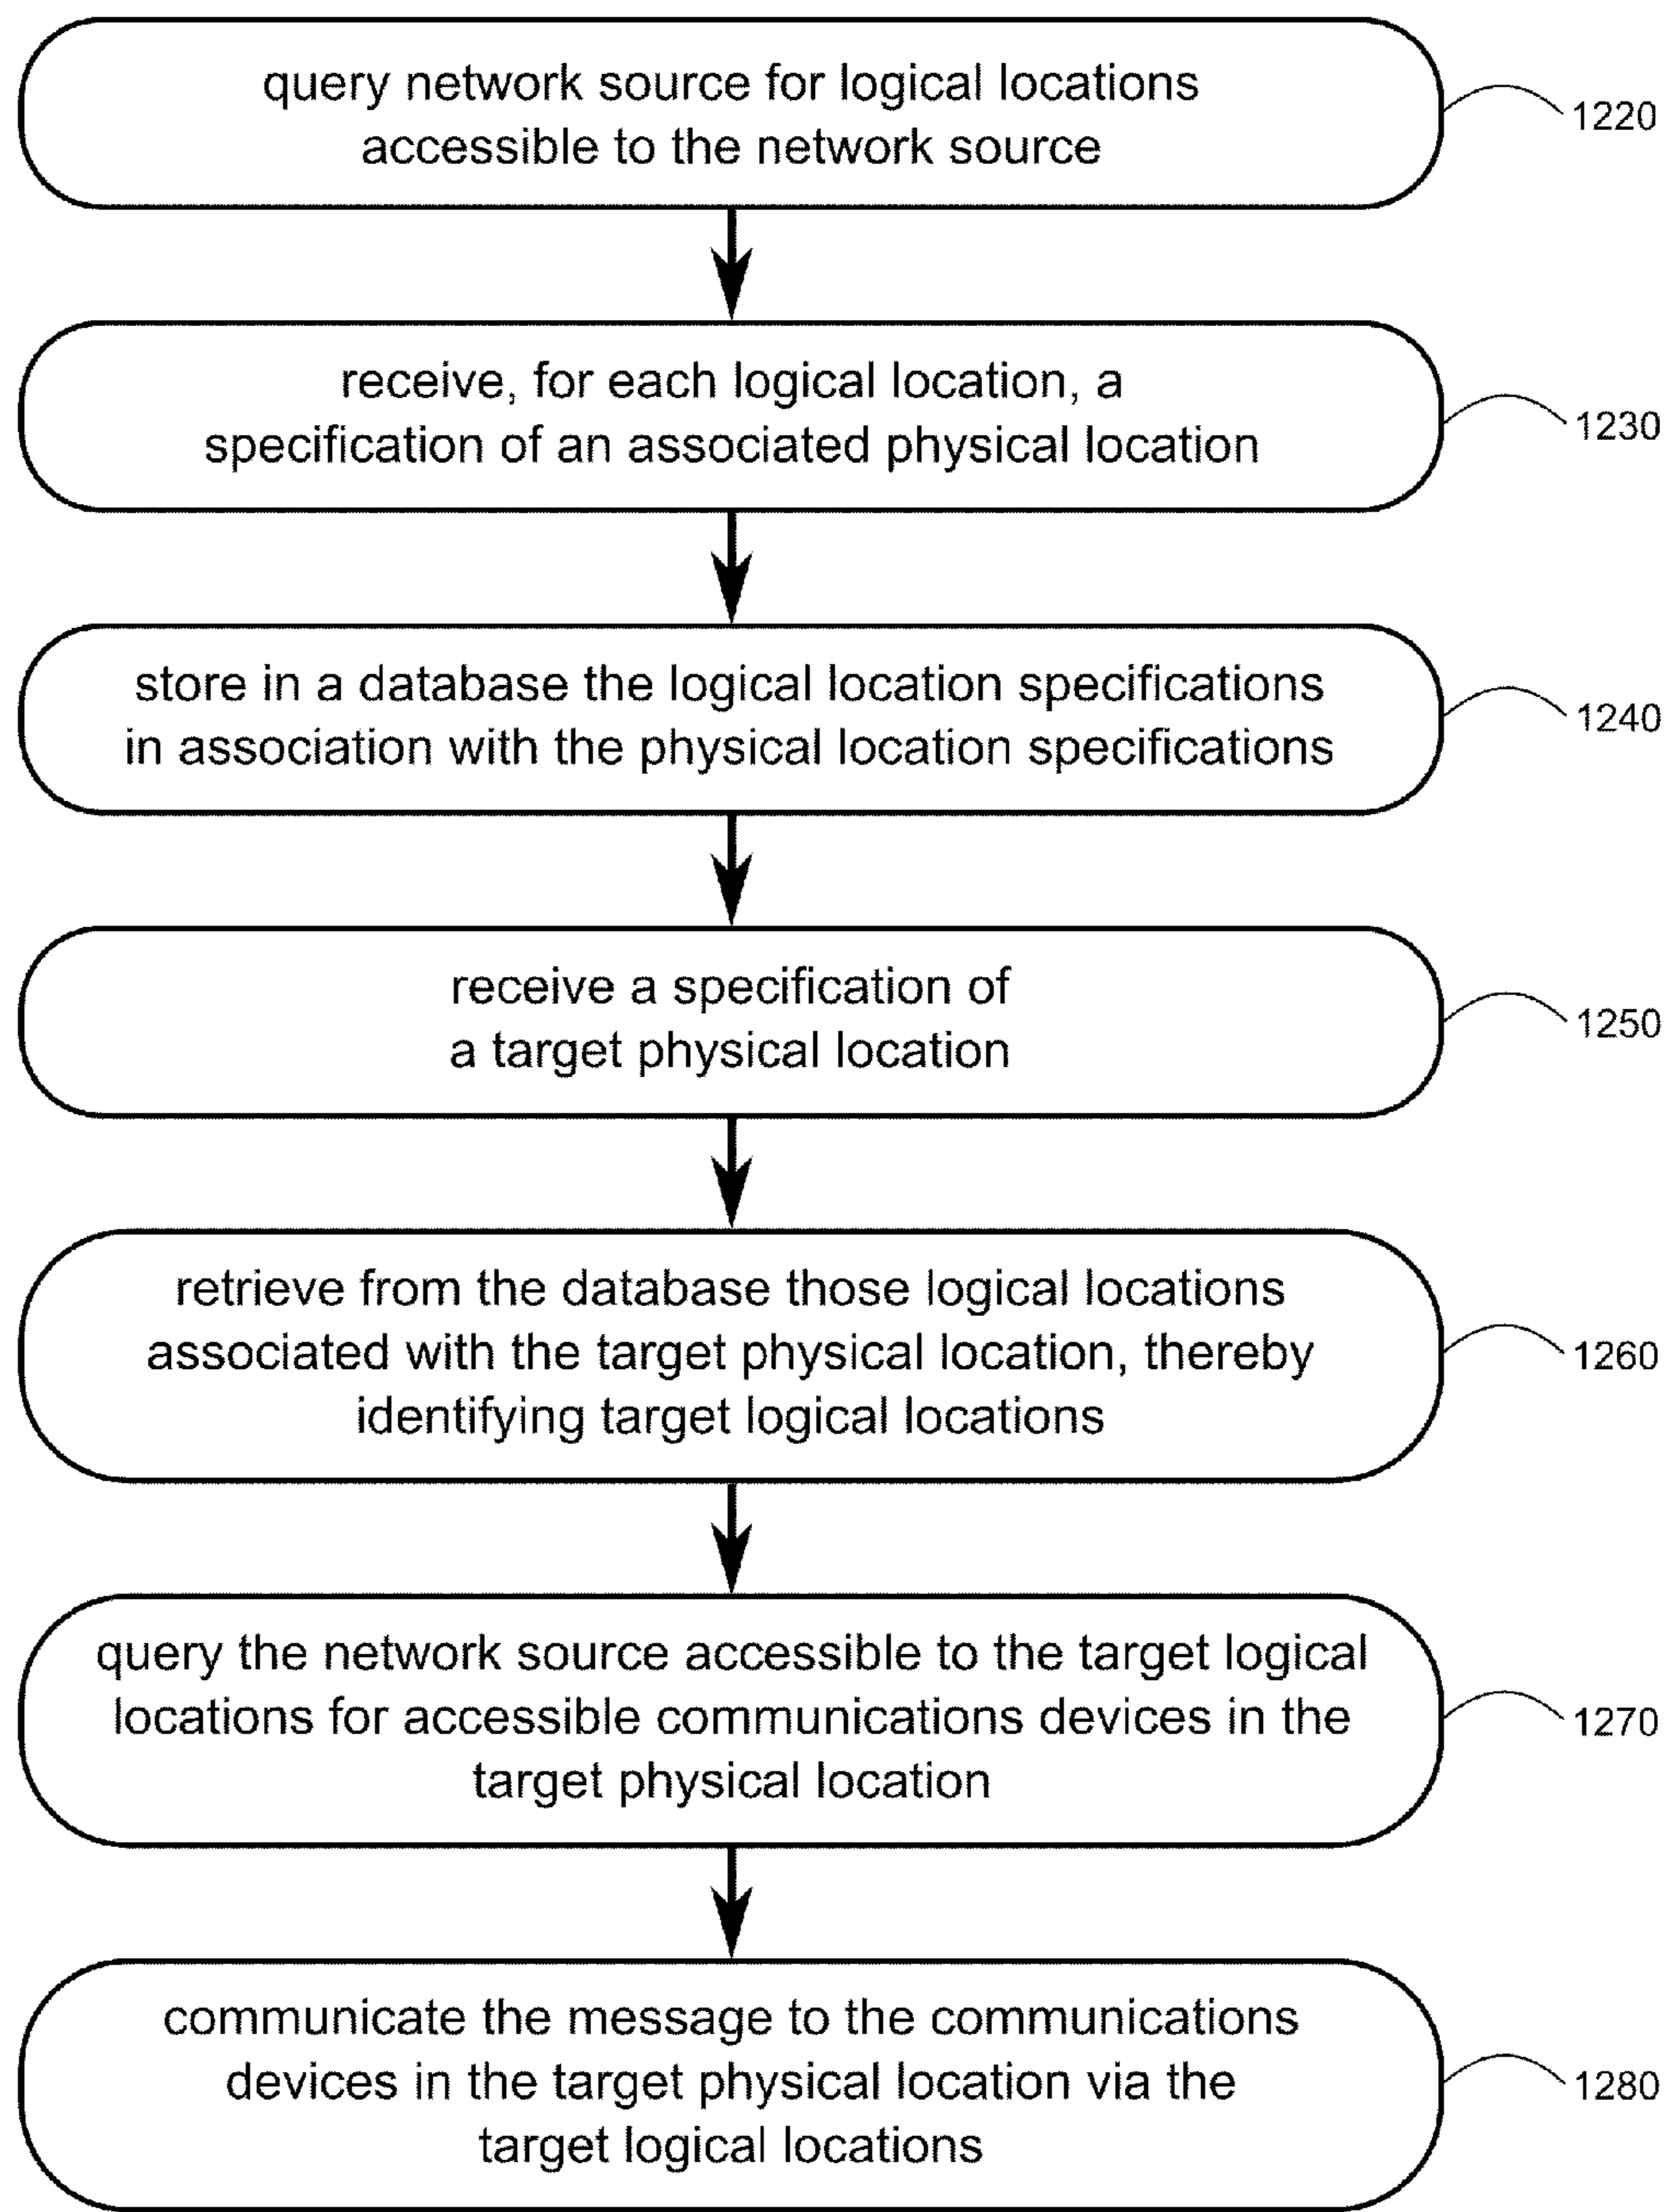 query network source for logical locations
accessible to the network source
1220
receive, for each logical location, a
specification of an associated physical location
1230
store in a database the logical location specifications
in association with the physical location specifications
1240
receive a specification of
a target physical location
1250
retrieve from the database those logical locations
associated with the target physical location, thereby
identifying target logical locations
1260
query the network source accessible to the target logical
locations for accessible communications devices in the
target physical location
1270
communicate the message to the communications
devices in the target physical location via the
target logical locations
1280